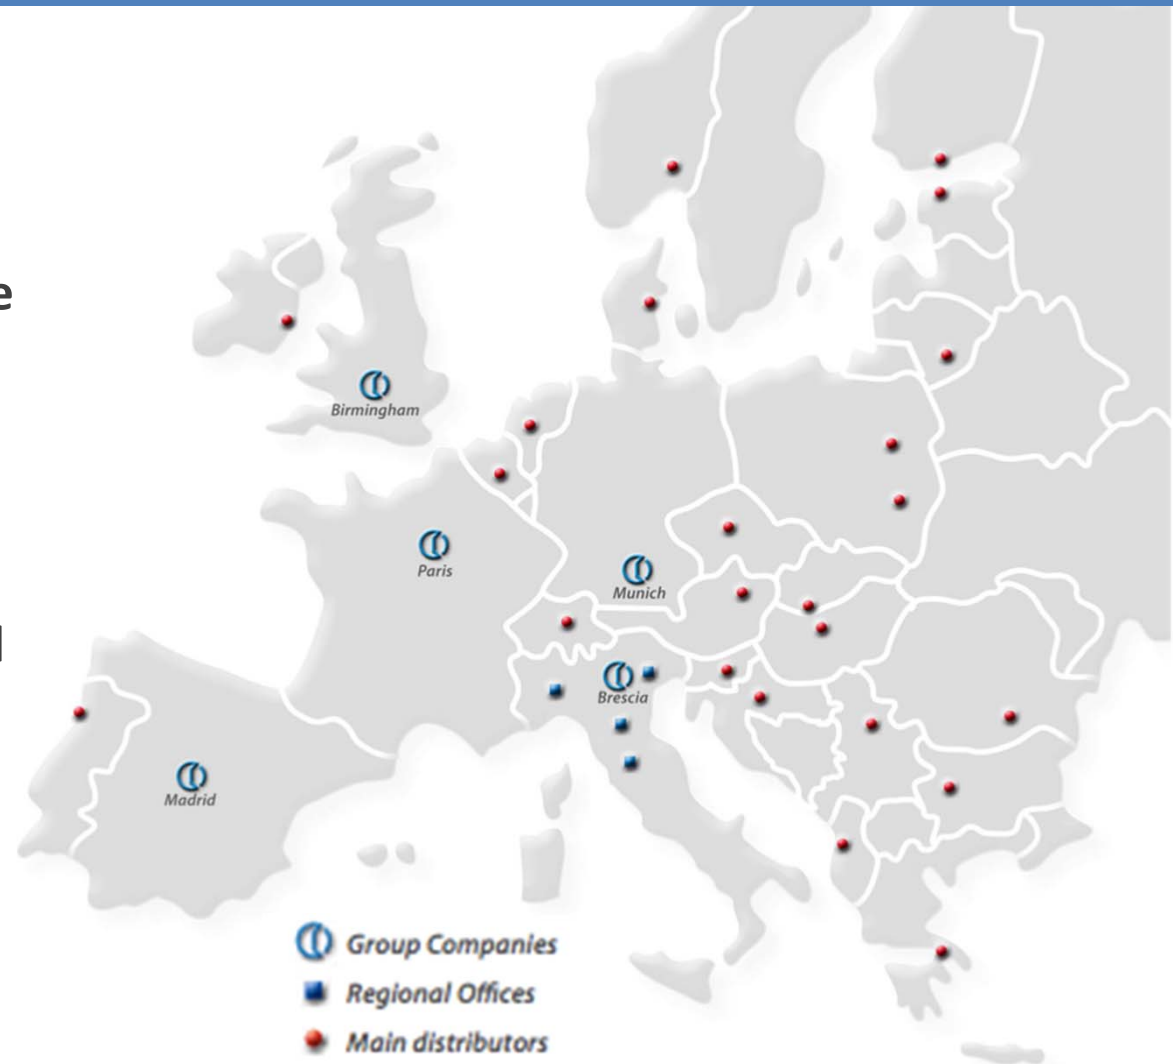 e
Birmingham
Paris
Munich
l
Brescia
Madrid
Group Companies
Regional Offices
Main distributors